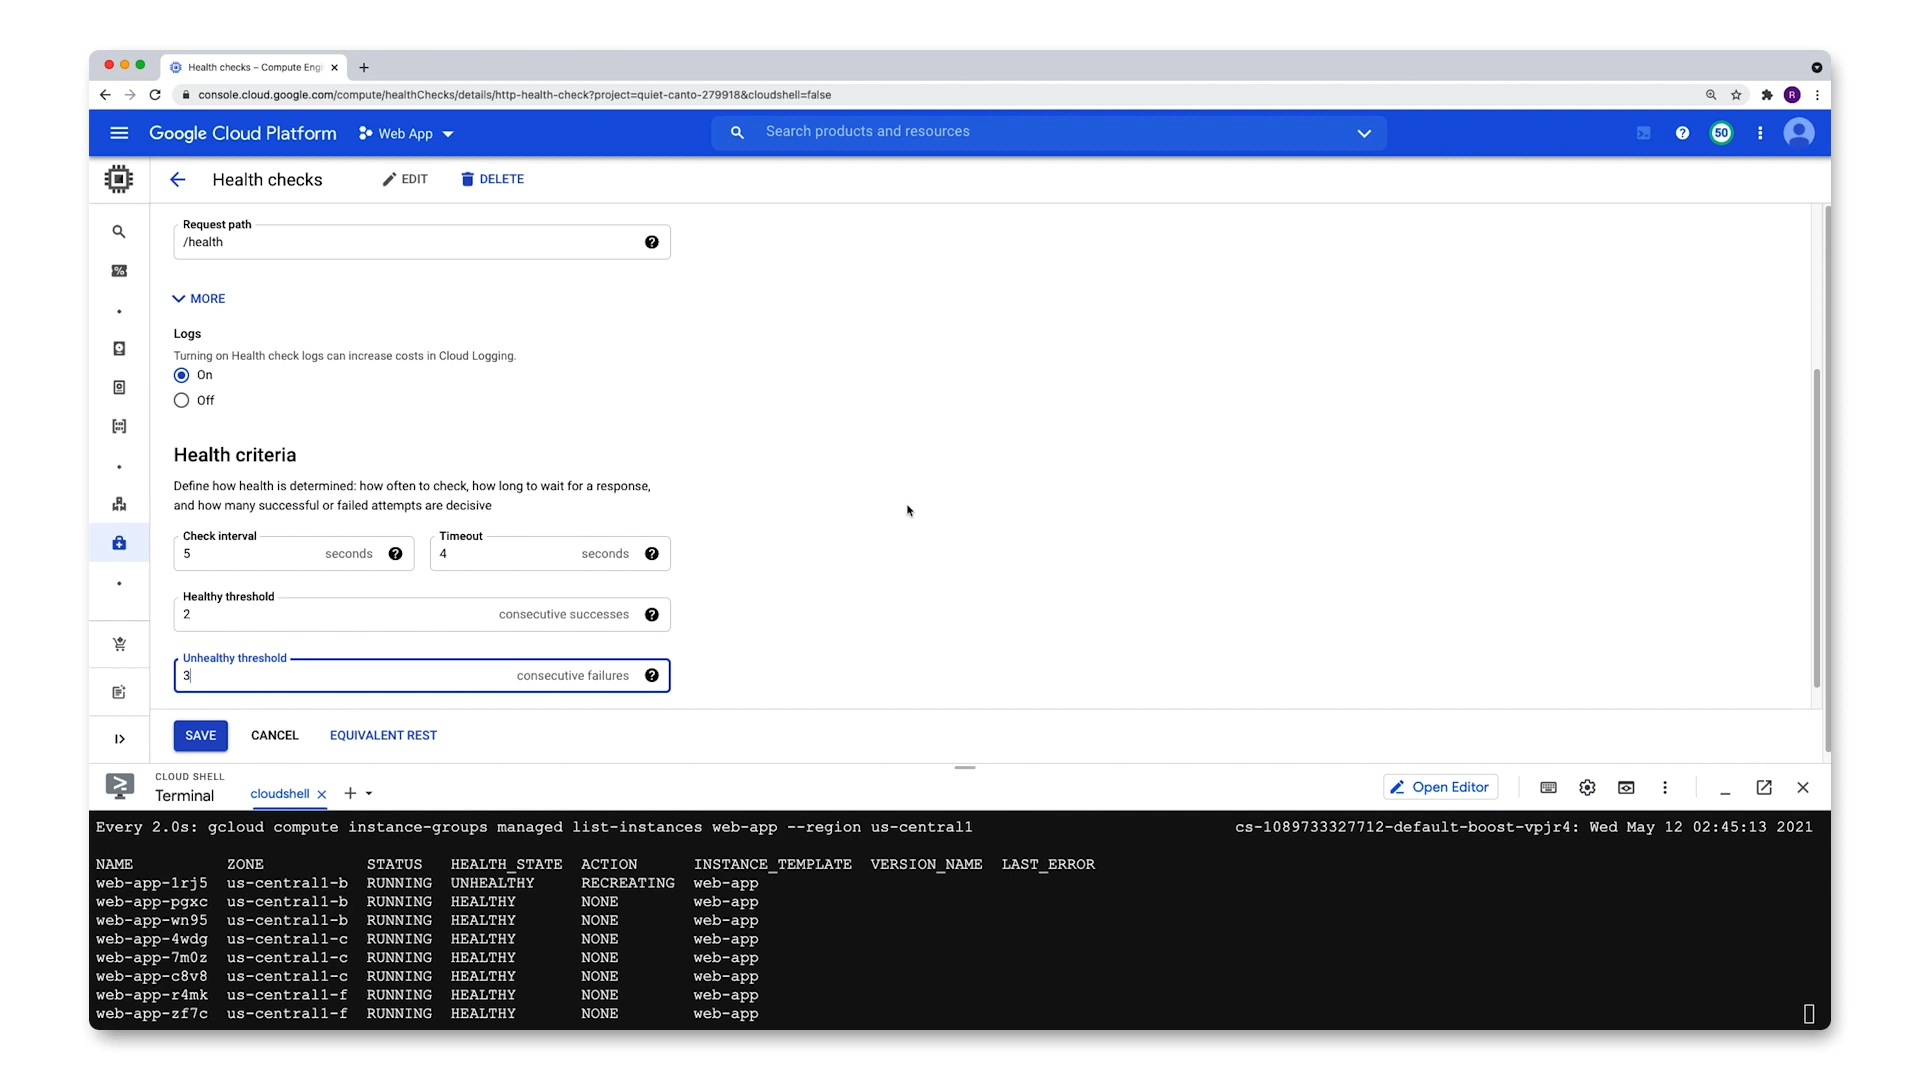 Health checks – Compute Engi
console.cloud.google.com/compute/healthChecks/details/http-health-check?project=quiet-canto-279918&cloudshell=false
R
Google Cloud Platform
Web App
Search products and resources
50
Health checks
EDIT
DELETE
Request path
/health
MORE
Logs
Turning on Health check logs can increase costs in Cloud Logging.
On
Off
Health criteria
Define how health is determined: how often to check, how long to wait for a response,
and how many successful or failed attempts are decisive
Check interval
5 seconds
Timeout
4 seconds
Healthy threshold
2 consecutive successes
Unhealthy threshold
3 consecutive failures
SAVE
CANCEL
EQUIVALENT REST
CLOUD SHELL
Terminal
cloudshell
Open Editor
Every 2.0s: gcloud compute instance-groups managed list-instances web-app --region us-central1 cs-1089733327712-default-boost-vpjr4: Wed May 12 02:45:13 2021
NAME ZONE STATUS HEALTH_STATE ACTION INSTANCE_TEMPLATE VERSION_NAME LAST_ERROR
web-app-1rj5 us-central1-b RUNNING UNHEALTHY RECREATING web-app
web-app-pgxc us-central1-b RUNNING HEALTHY NONE web-app
web-app-wn95 us-central1-b RUNNING HEALTHY NONE web-app
web-app-4wdg us-central1-c RUNNING HEALTHY NONE web-app
web-app-7m0z us-central1-c RUNNING HEALTHY NONE web-app
web-app-c8v8 us-central1-c RUNNING HEALTHY NONE web-app
web-app-r4mk us-central1-f RUNNING HEALTHY NONE web-app
web-app-zf7c us-central1-f RUNNING HEALTHY NONE web-app